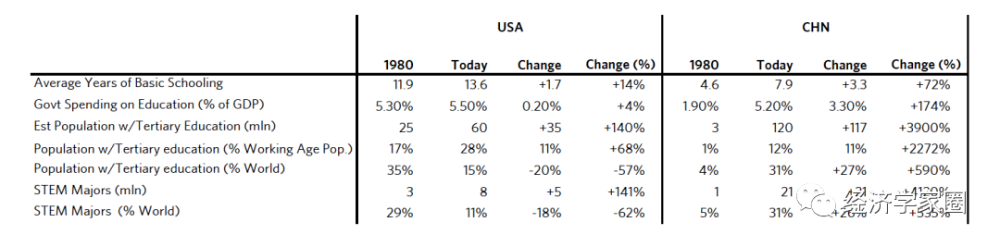 USA CHN
1980 Today Change Change (%) 1980 Today Change Change (%)
Average Years of Basic Schooling 11.9 13.6 +1.7 +14% 4.6 7.9 +3.3 +72%
Govt Spending on Education (% of GDP) 5.30% 5.50% 0.20% +4% 1.90% 5.20% 3.30% +174%
Est Population w/Tertiary Education (mln) 25 60 +35 +140% 3 120 +117 +3900%
Population w/Tertiary education (% Working Age Pop.) 17% 28% 11% +68% 1% 12% 11% +2272%
Population w/Tertiary education (% World) 35% 15% -20% -57% 4% 31% +27% +590%
STEM Majors (mln) 3 8 +5 +141% 1 21
STEM Majors (% World) 29% 11% -18% -62% 5% 31%
经济学家圈